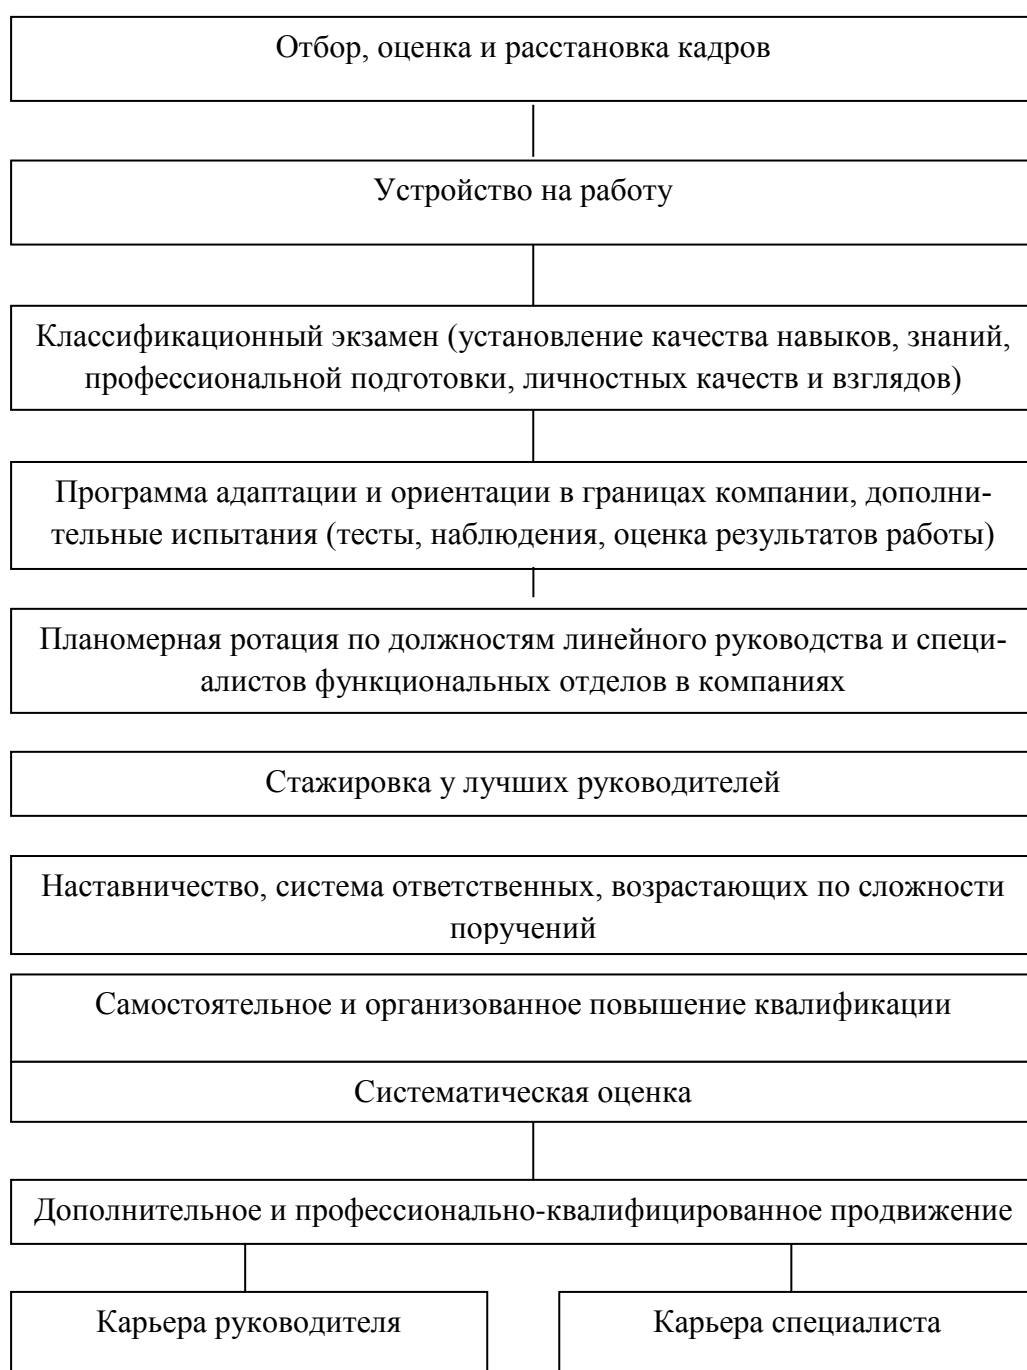 Отбор, оценка и расстановка кадров
Устройство на работу
Классификационный экзамен (установление качества навыков, знаний,
профессиональной подготовки, личностных качеств и взглядов)
Программа адаптации и ориентации в границах компании, дополни-
тельные испытания (тесты, наблюдения, оценка результатов работы)
Планомерная ротация по должностям линейного руководства и специ-
алистов функциональных отделов в компаниях
Стажировка у лучших руководителей
Наставничество, система ответственных, возрастающих по сложности
поручений
Самостоятельное и организованное повышение квалификации
Систематическая оценка
Дополнительное и профессионально-квалифицированное продвижение
Карьера руководителя
Карьера специалиста